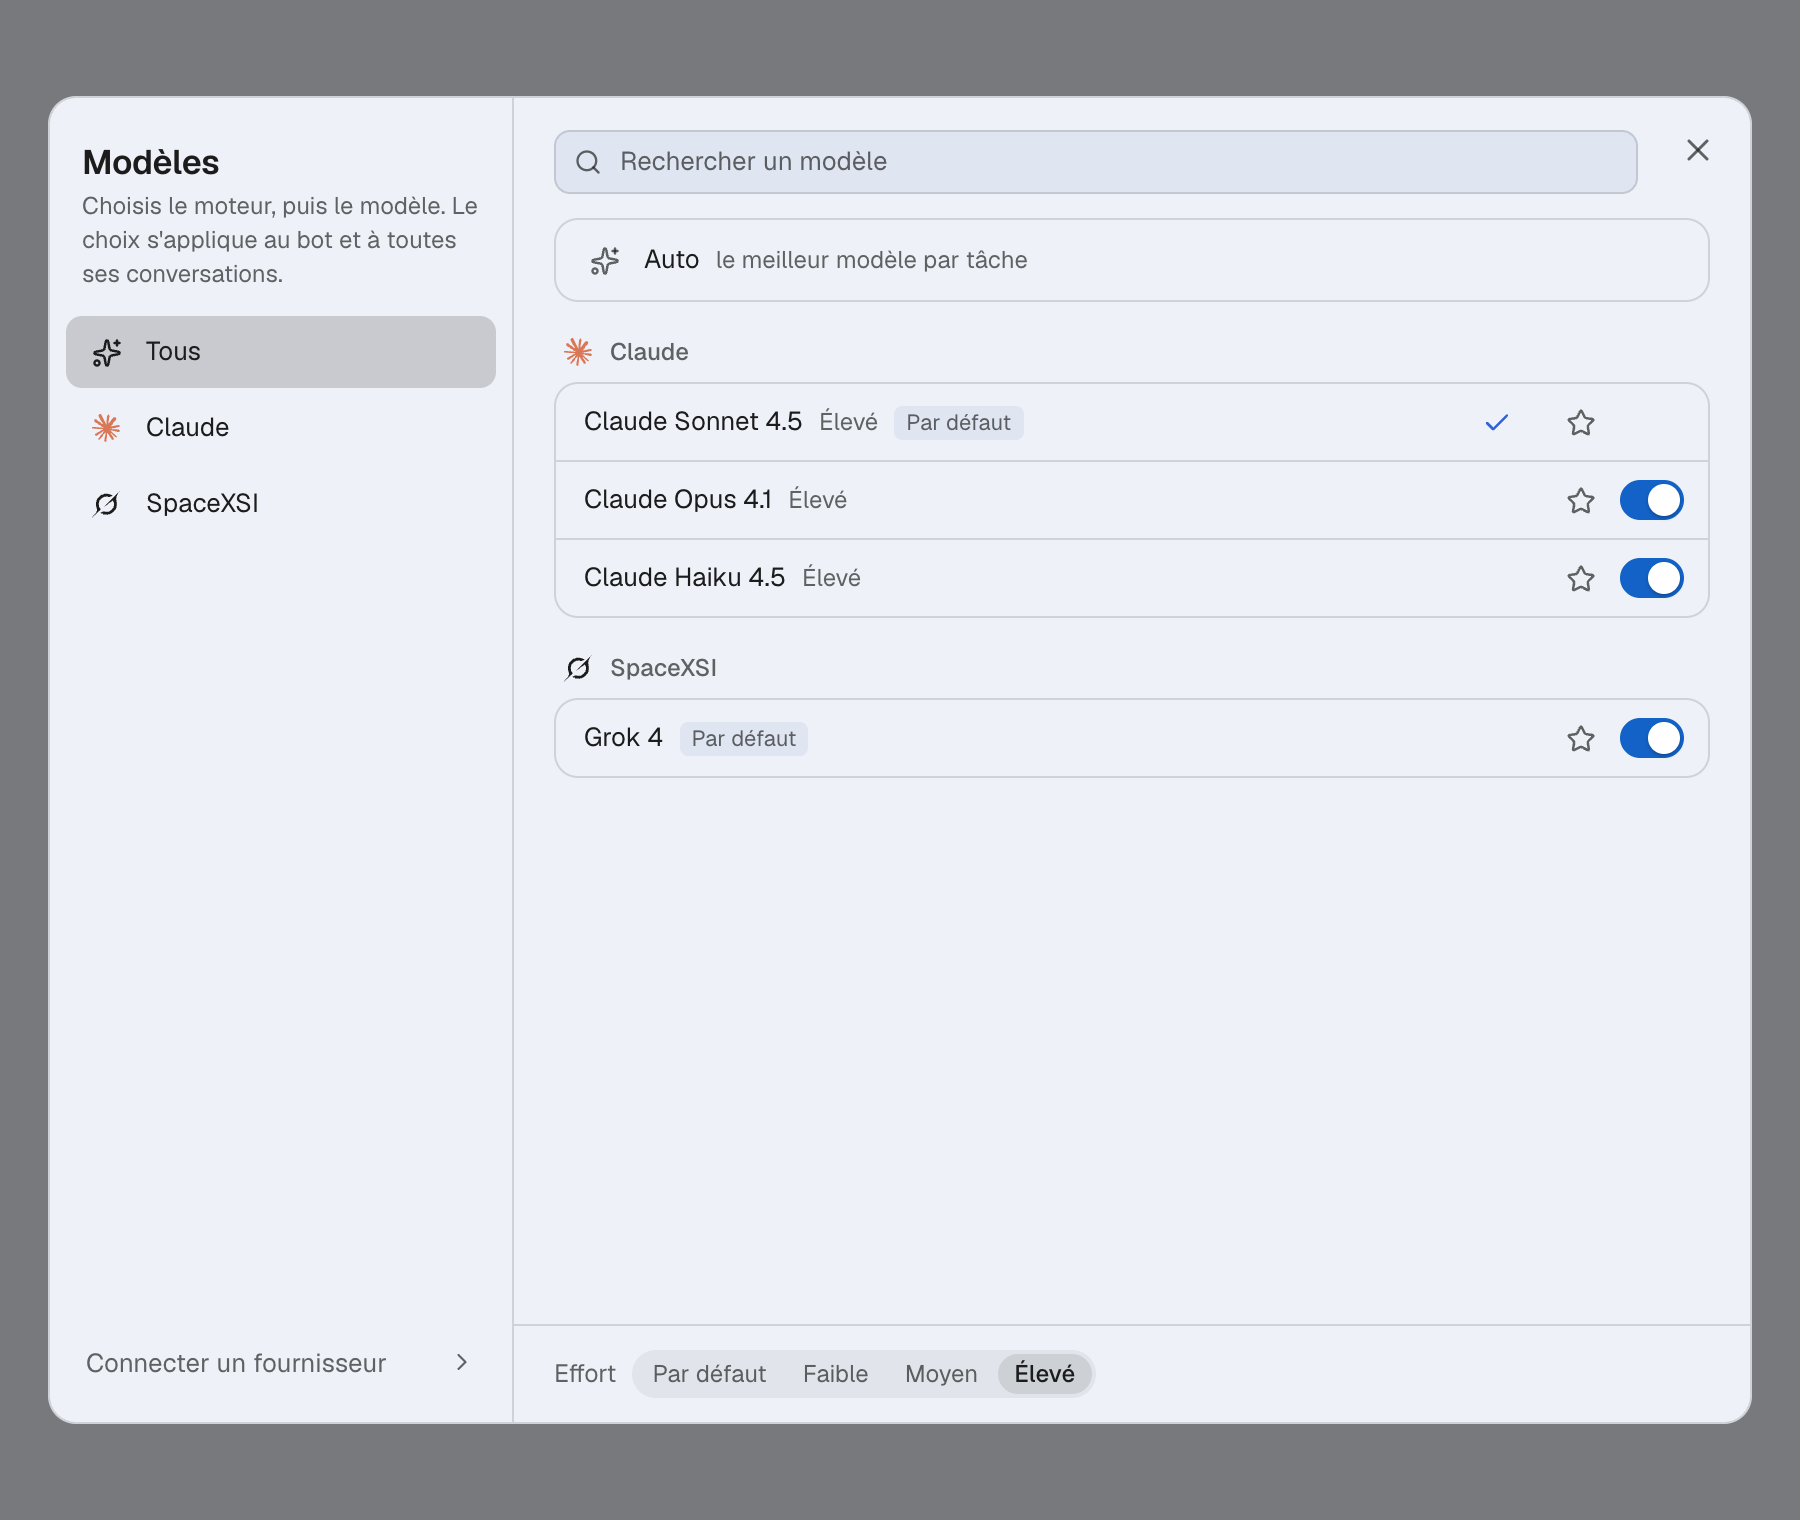 Modèles
Choisis le moteur, puis le modèle. Le
choix s'applique au bot et à toutes
ses conversations.
Tous
Claude
SpaceXSI
Connecter un fournisseur
Rechercher un modèle
Auto le meilleur modèle par tâche
Claude
Claude Sonnet 4.5 Élevé Par défaut
Claude Opus 4.1 Élevé
Claude Haiku 4.5 Élevé
SpaceXSI
Grok 4 Par défaut
Effort Par défaut Faible Moyen Élevé